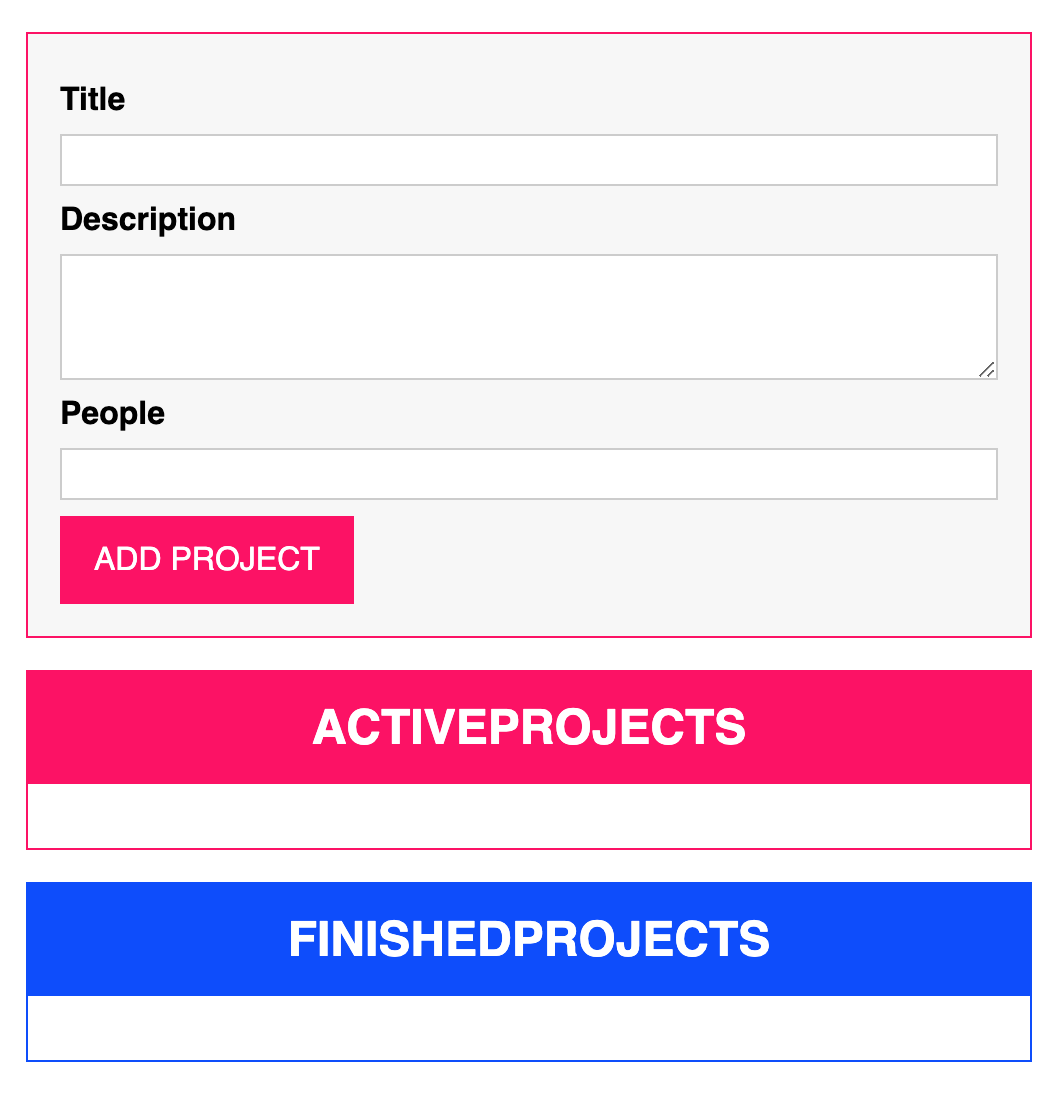 Title
Description
People
ADD PROJECT
ACTIVEPROJECTS
FINISHEDPROJECTS